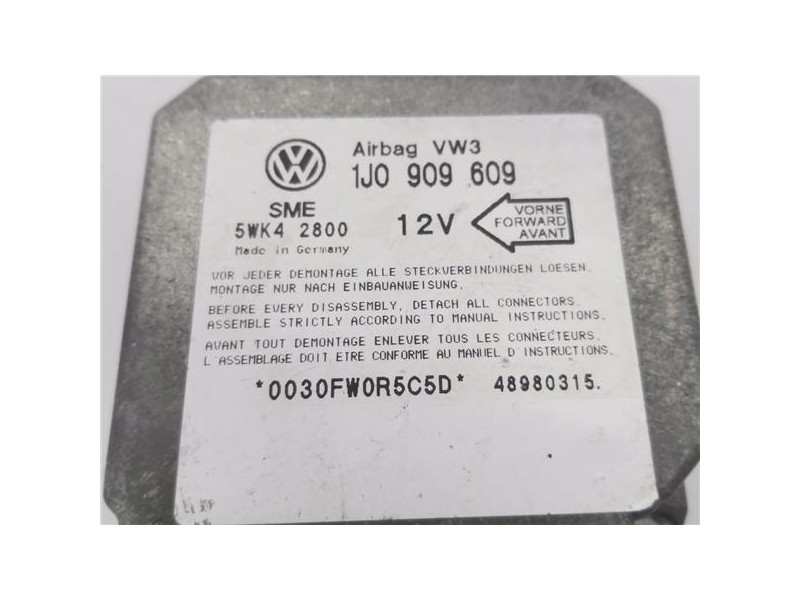 VW
Airbag VW3
1J0 909 609
SME
5WK4 2800
12V
VORNE
FORWARD
AVANT
Made in Germany
VOR JEDER DEMONTAGE ALLE STECKVERBINDUNGEN LOESEN.
MONTAGE NUR NACH EINBAUANWEISUNG.
BEFORE EVERY DISASSEMBLY, DETACH ALL CONNECTORS.
ASSEMBLE STRICTLY ACCORDING TO MANUAL INSTRUCTIONS.
AVANT TOUT DEMONTAGE ENLEVER TOUS LES CONNECTEURS.
L'ASSEMBLAGE DOIT ETRE CONFORME AU MANUEL D INSTRUCTIONS.
*0030FW0R5C5D* 48980315.